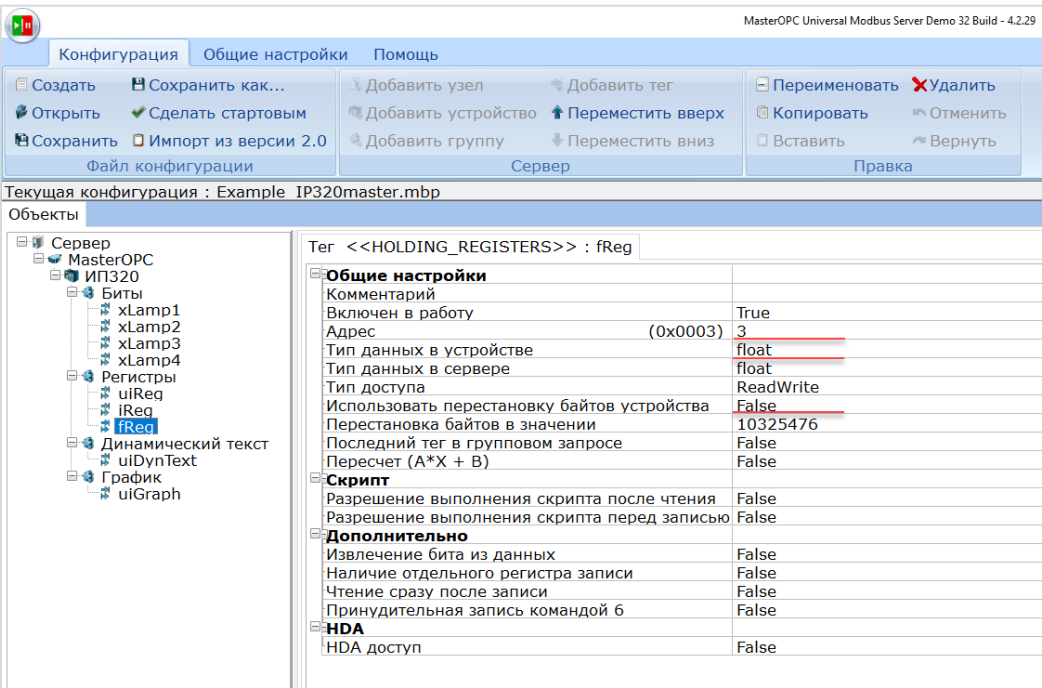 MasterOPC Universal Modbus Server Demo 32 Build - 4.2.29
Конфигурация Общие настройки Помощь
Создать Сохранить как... Добавить узел Добавить тег Переименовать Удалить
Открыть Сделать стартовым Добавить устройство Переместить вверх Копировать Отменить
Сохранить Импорт из версии 2.0 Добавить группу Переместить вниз Вставить Вернуть
Файл конфигурации Сервер Правка
Текущая конфигурация : Example IP320master.mbp
Объекты
Сервер
MasterOPC
ИП320
Биты
xLamp1
xLamp2
xLamp3
xLamp4
Регистры
uiReg
iReg
fReg
Динамический текст
uiDynText
График
uiGraph
Тег <<HOLDING_REGISTERS>> : fReg
Общие настройки
Комментарий
Включен в работу True
Адрес (0x0003) 3
Тип данных в устройстве float
Тип данных в сервере float
Тип доступа ReadWrite
Использовать перестановку байтов устройства False
Перестановка байтов в значении 10325476
Последний тег в групповом запросе False
Пересчет (A*X + B) False
Скрипт
Разрешение выполнения скрипта после чтения False
Разрешение выполнения скрипта перед записью False
Дополнительно
Извлечение бита из данных False
Наличие отдельного регистра записи False
Чтение сразу после записи False
Принудительная запись командой 6 False
HDA
HDA доступ False